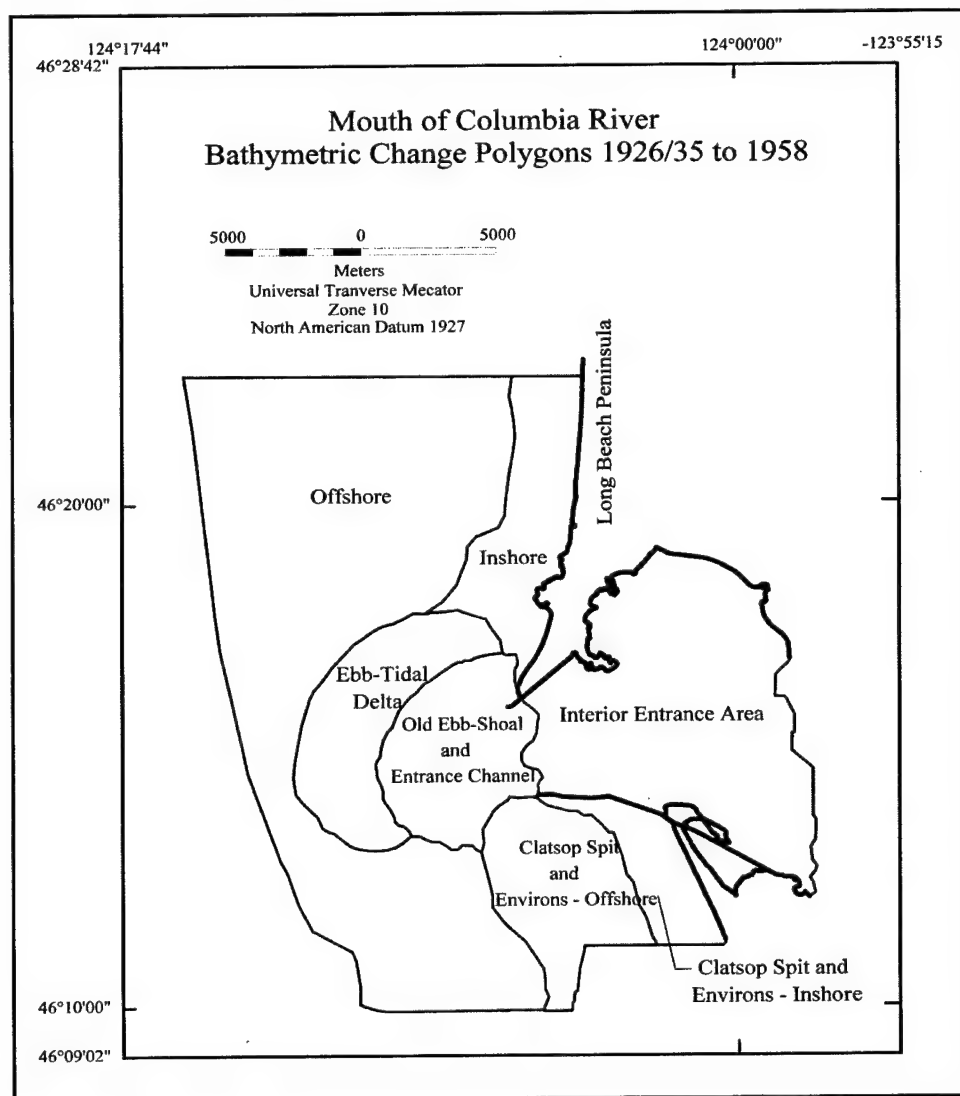 124°17'44" 124°00'00" -123°55'15
46°28'42"
Mouth of Columbia River
Bathymetric Change Polygons 1926/35 to 1958
5000 0 5000
Meters
Universal Tranverse Mecator
Zone 10
North American Datum 1927
Long Beach Peninsula
Offshore
46°20'00"
Inshore
Ebb-Tidal
Delta
Old Ebb-Shoal
and
Entrance Channel
Interior Entrance Area
Clatsop Spit
and
Environs - Offshore
Clatsop Spit and
Environs - Inshore
46°10'00"
46°09'02"